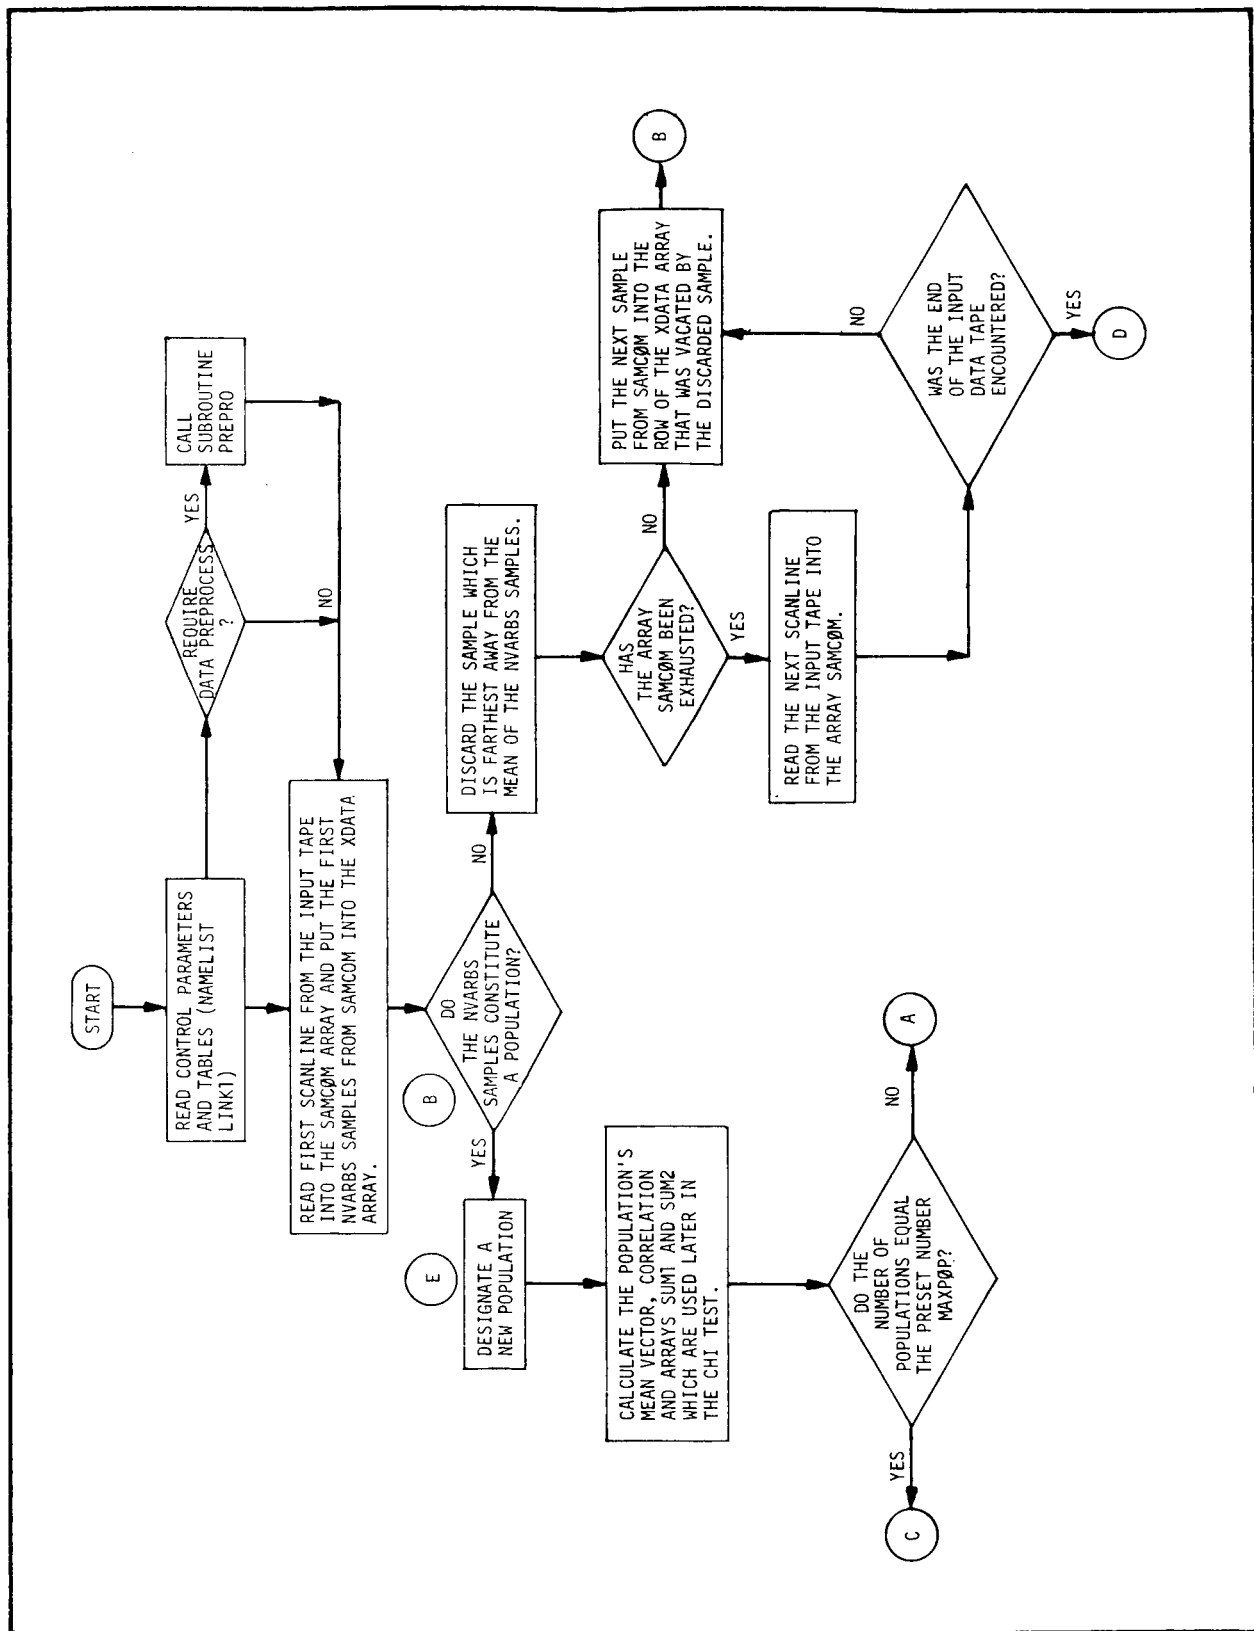 START
READ CONTROL PARAMETERS
AND TABLES (NAMELIST
LINK1)
REQUIRE
DATA PREPROCESS
?
YES
CALL
SUBROUTINE
PREPRO
NO
READ FIRST SCANLINE FROM THE INPUT TAPE
INTO THE SAMCØM ARRAY AND PUT THE FIRST
NVARBS SAMPLES FROM SAMCOM INTO THE XDATA
ARRAY.
B
DO
THE NVARBS
SAMPLES CONSTITUTE
A POPULATION?
NO
DISCARD THE SAMPLE WHICH
IS FARTHEST AWAY FROM THE
MEAN OF THE NVARBS SAMPLES.
YES
E
DESIGNATE A
NEW POPULATION
HAS
THE ARRAY
SAMCØM BEEN
EXHAUSTED?
NO
PUT THE NEXT SAMPLE
FROM SAMCØM INTO THE
ROW OF THE XDATA ARRAY
THAT WAS VACATED BY
THE DISCARDED SAMPLE.
B
YES
CALCULATE THE POPULATION'S
MEAN VECTOR, CORRELATION
AND ARRAYS SUM1 AND SUM2
WHICH ARE USED LATER IN
THE CHI TEST.
READ THE NEXT SCANLINE
FROM THE INPUT TAPE INTO
THE ARRAY SAMCØM.
NO
WAS THE END
OF THE INPUT
DATA TAPE
ENCOUNTERED?
YES
D
DO THE
NUMBER OF
POPULATIONS EQUAL
THE PRESET NUMBER
MAXPØP?
YES
C
NO
A